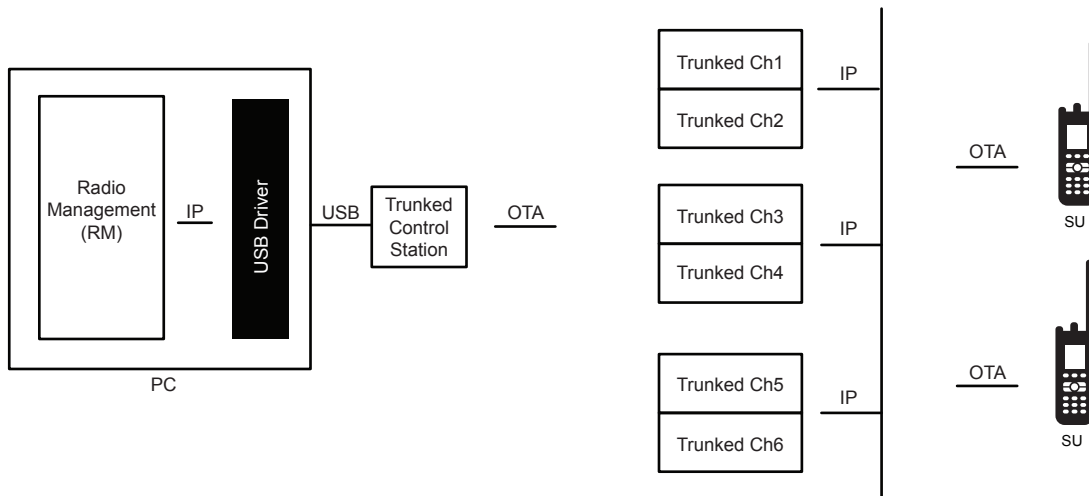 Radio
Management
(RM)
IP
USB Driver
PC
USB
Trunked
Control
Station
OTA
Trunked Ch1
Trunked Ch2
IP
Trunked Ch3
Trunked Ch4
IP
Trunked Ch5
Trunked Ch6
IP
OTA
SU
OTA
SU